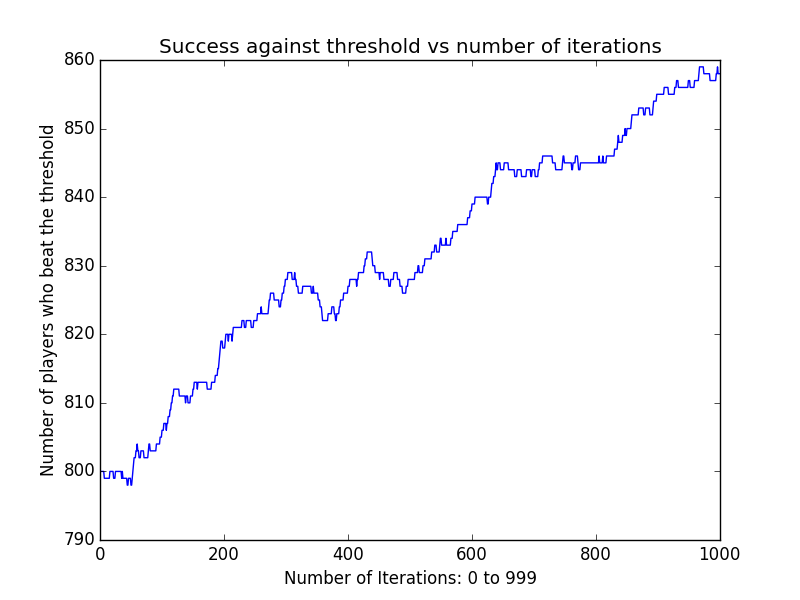 Success against threshold vs number of iterations
860
850
840
830
820
810
800
790
Number of players who beat the threshold
0 200 400 600 800 1000
Number of Iterations: 0 to 999